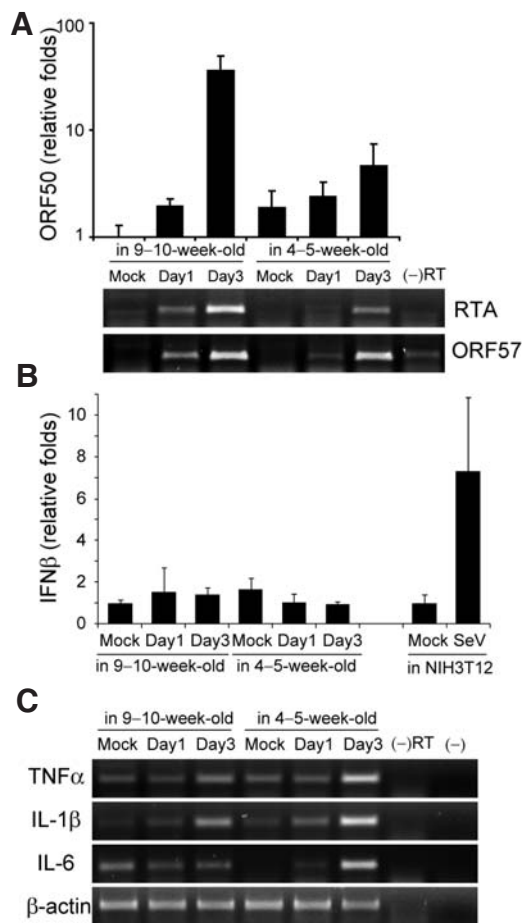 A
ORF50 (relative folds)
100
10
1
in 9–10-week-old in 4–5-week-old
Mock Day1 Day3 Mock Day1 Day3 (–)RT
RTA
ORF57
B
IFNβ (relative folds)
10
8
6
4
2
0
Mock Day1 Day3 Mock Day1 Day3 Mock SeV
in 9–10-week-old in 4–5-week-old in NIH3T12
C
in 9–10-week-old in 4–5-week-old
Mock Day1 Day3 Mock Day1 Day3 (–)RT (–)
TNFα
IL-1β
IL-6
β-actin